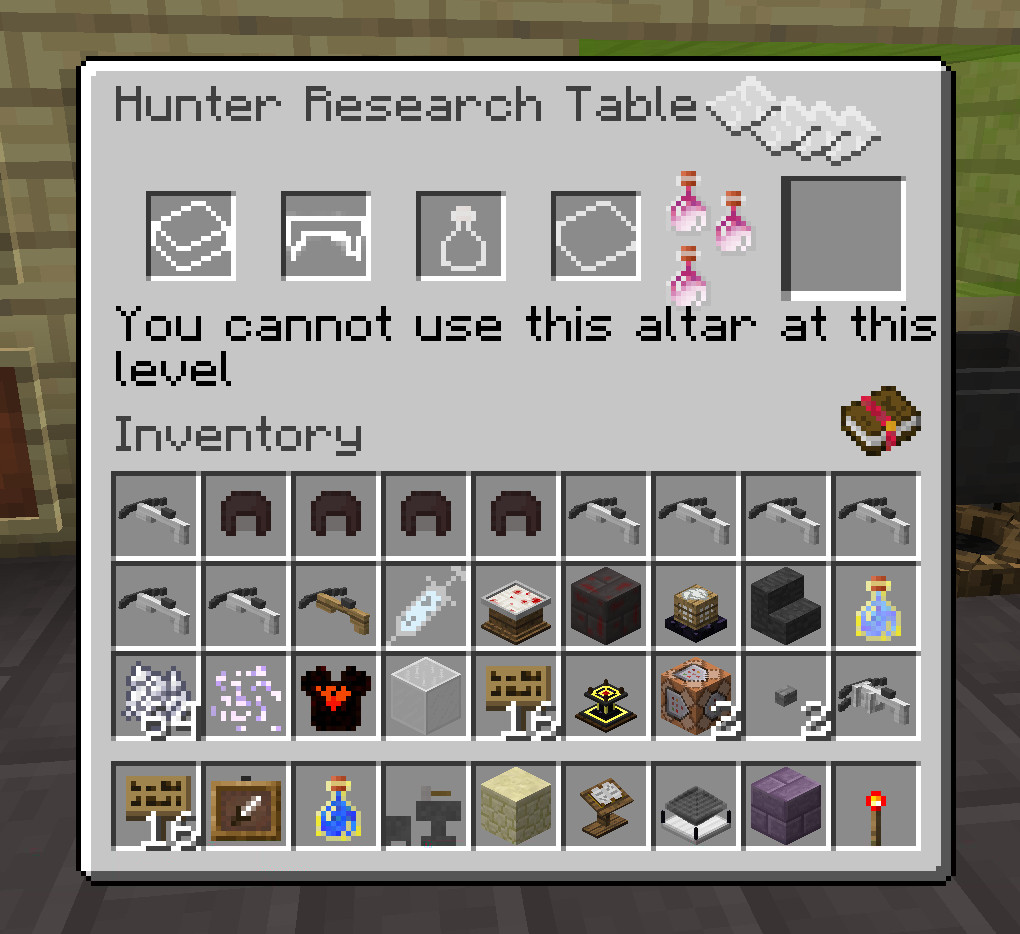 Hunter Research Table
You cannot use this altar at this
level
Inventory
64
16
2
2
16